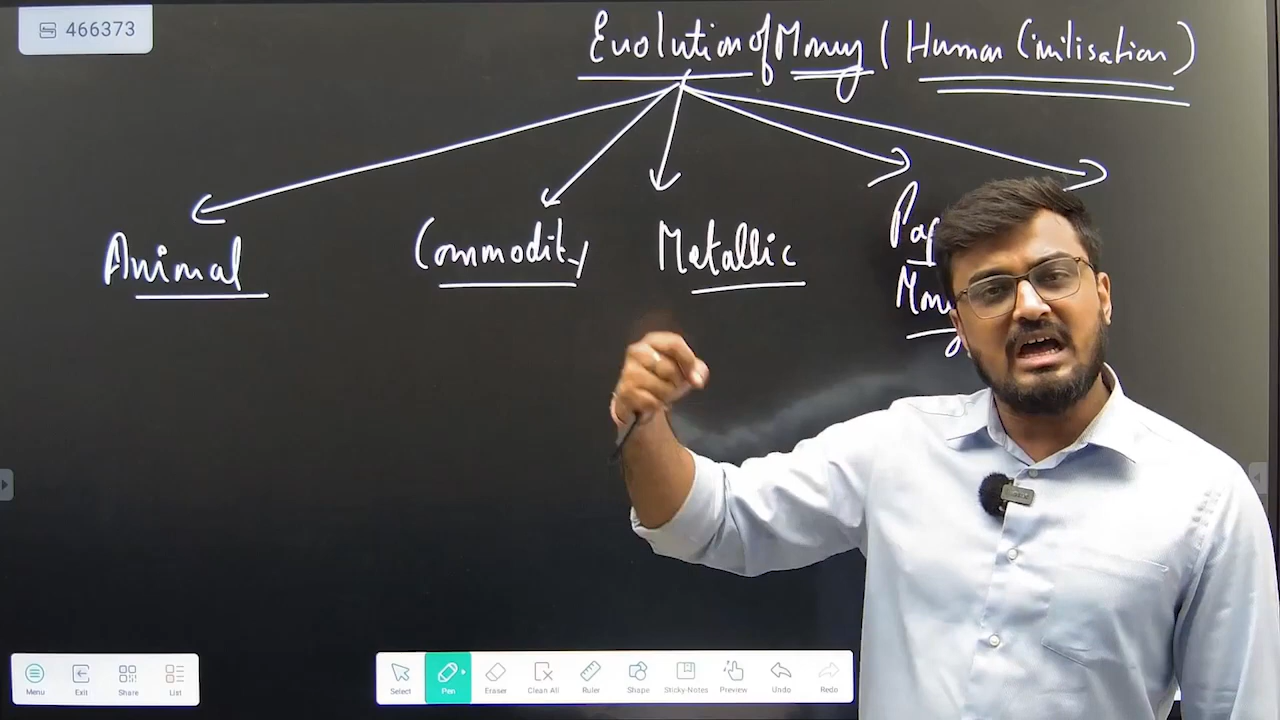 466373
Evolution of Money (Human Civilisation)
Animal
Commodity
Metallic
Menu
Exit
Share
List
Select
Pen
Eraser
Clean All
Ruler
Shape
Sticky-Notes
Preview
Undo
Redo